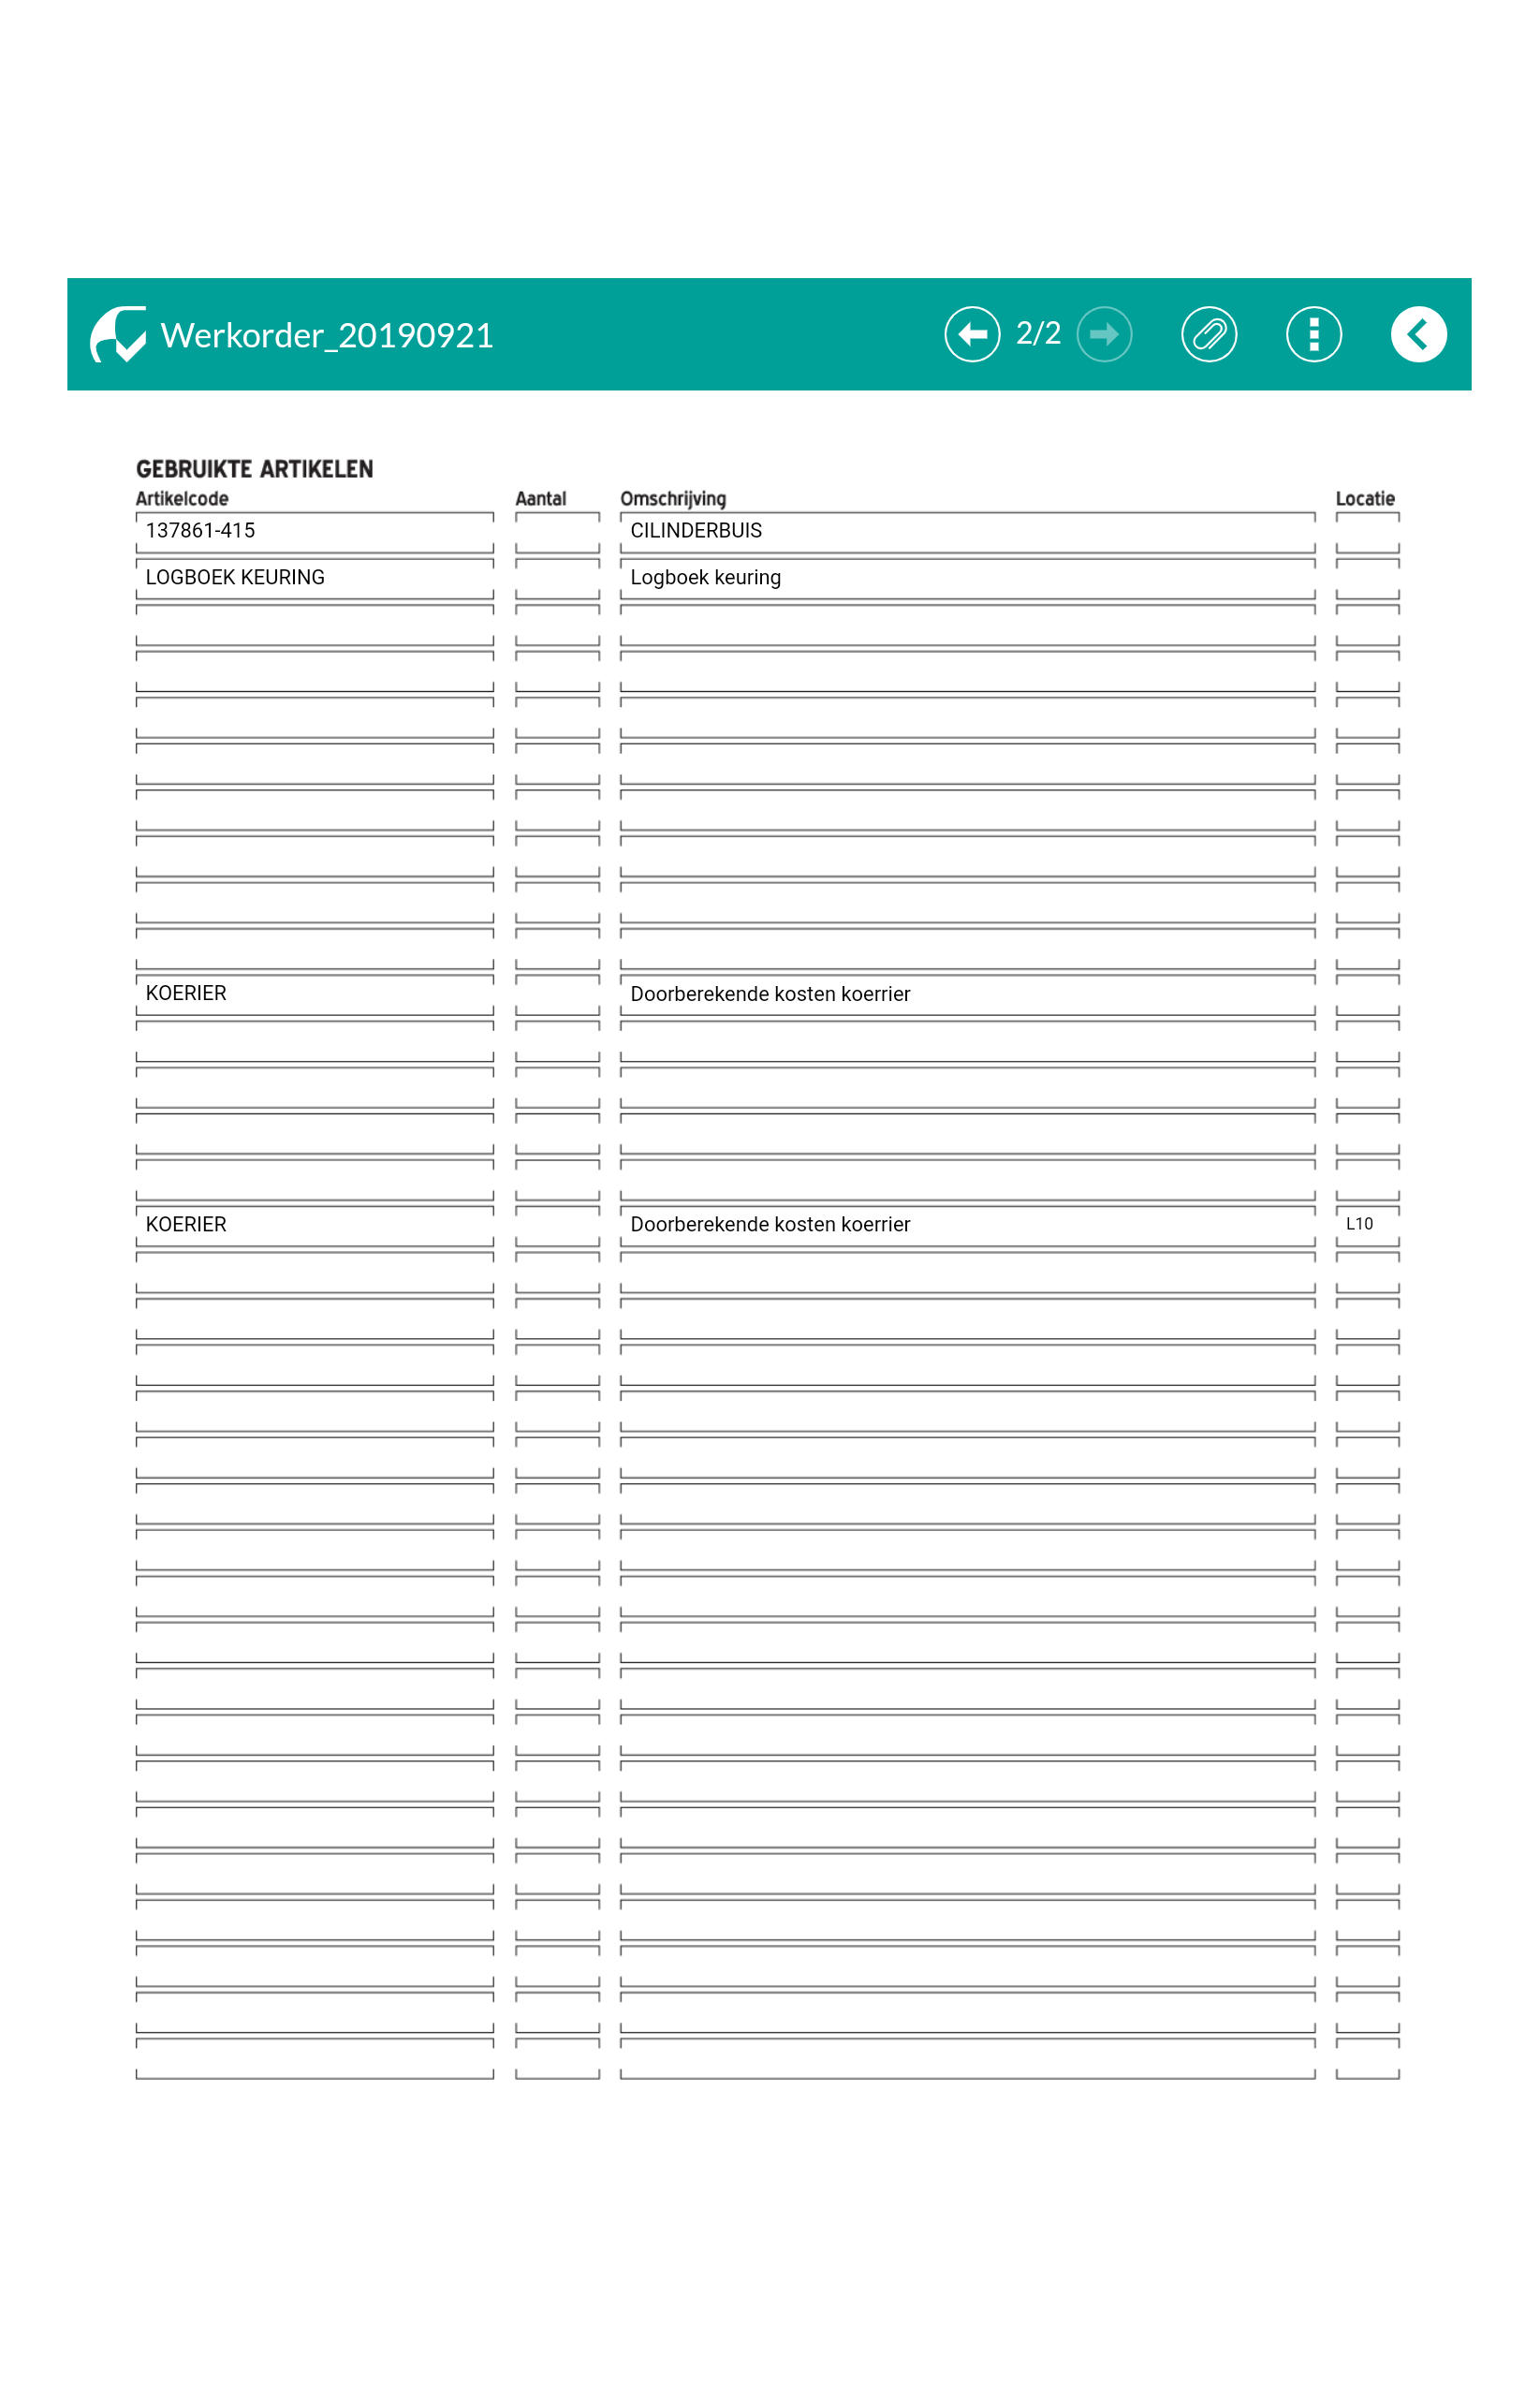 Werkorder_20190921 2/2
GEBRUIKTE ARTIKELEN
Artikelcode Aantal Omschrijving Locatie
137861-415 CILINDERBUIS
LOGBOEK KEURING Logboek keuring
KOERIER Doorberekende kosten koerrier
KOERIER Doorberekende kosten koerrier L10